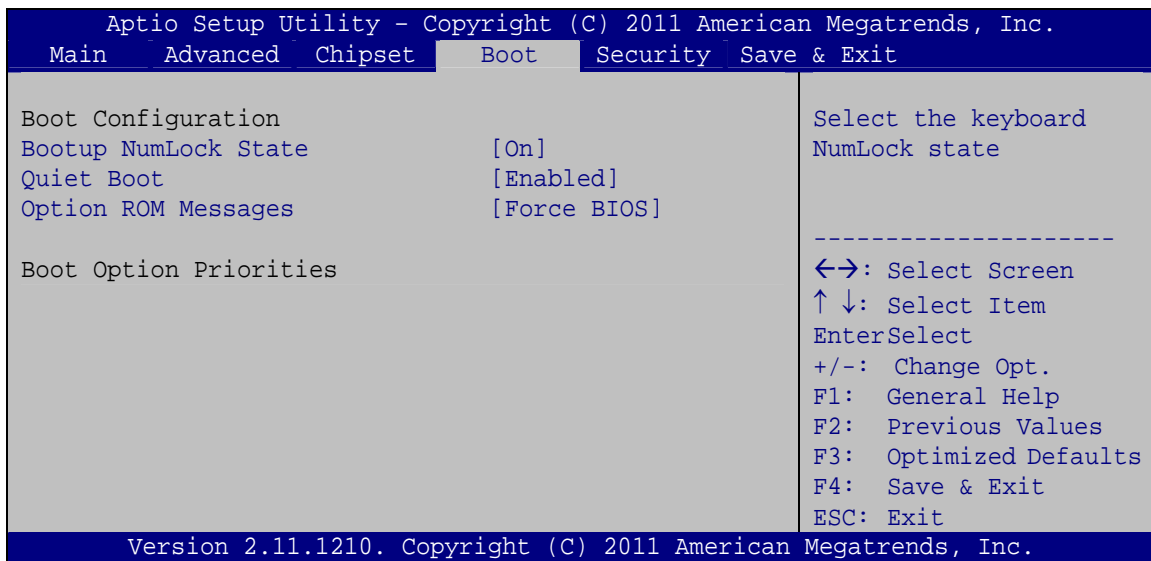 Aptio Setup Utility – Copyright (C) 2011 American Megatrends, Inc.
Main Advanced Chipset Boot Security Save & Exit
Boot Configuration
Bootup NumLock State [On]
Quiet Boot [Enabled]
Option ROM Messages [Force BIOS]
Boot Option Priorities
Select the keyboard
NumLock state
---------------------
←→: Select Screen
↑ ↓: Select Item
EnterSelect
+/-: Change Opt.
F1: General Help
F2: Previous Values
F3: Optimized Defaults
F4: Save & Exit
ESC: Exit
Version 2.11.1210. Copyright (C) 2011 American Megatrends, Inc.